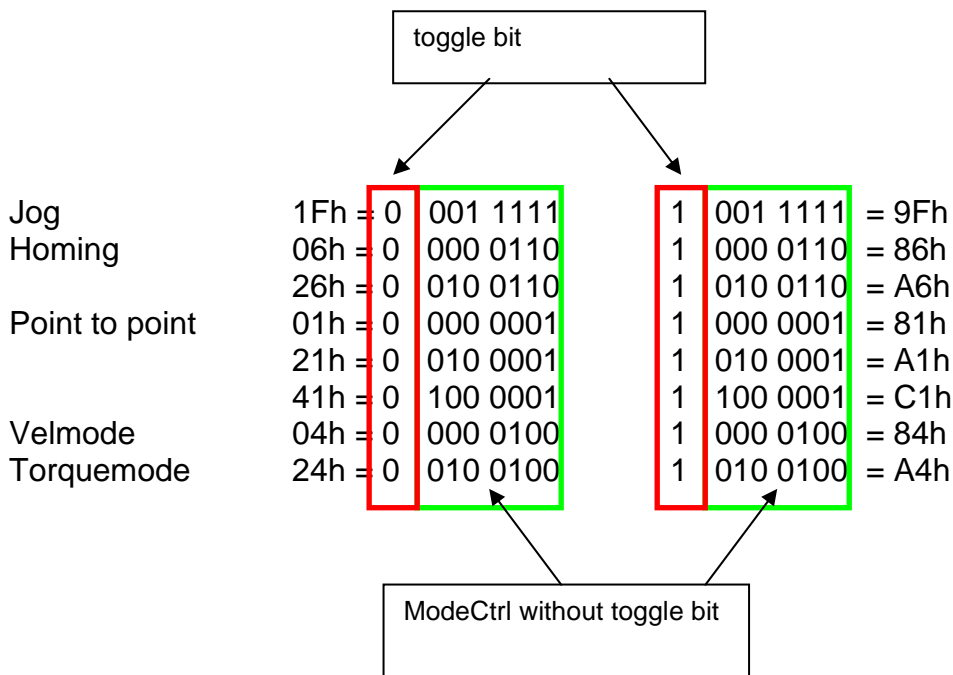 toggle bit
Jog 1Fh = 0 001 1111 1 001 1111 = 9Fh
Homing 06h = 0 000 0110 1 000 0110 = 86h
26h = 0 010 0110 1 010 0110 = A6h
Point to point 01h = 0 000 0001 1 000 0001 = 81h
21h = 0 010 0001 1 010 0001 = A1h
41h = 0 100 0001 1 100 0001 = C1h
Velmode 04h = 0 000 0100 1 000 0100 = 84h
Torquemode 24h = 0 010 0100 1 010 0100 = A4h
ModeCtrl without toggle bit